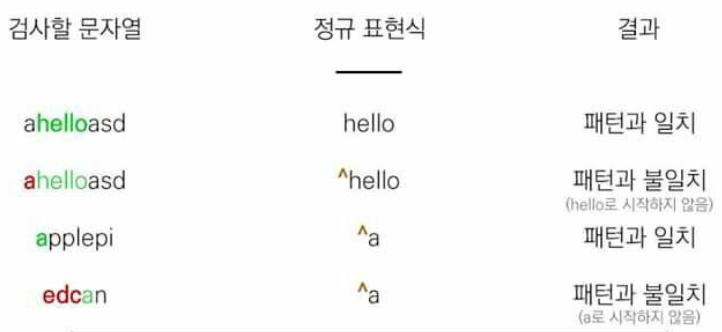 검사할 문자열 정규 표현식 결과
ahelloasd hello 패턴과 일치
ahelloasd ^hello 패턴과 불일치
(hello로 시작하지 않음)
applepi ^a 패턴과 일치
edcan ^a 패턴과 불일치
(a로 시작하지 않음)